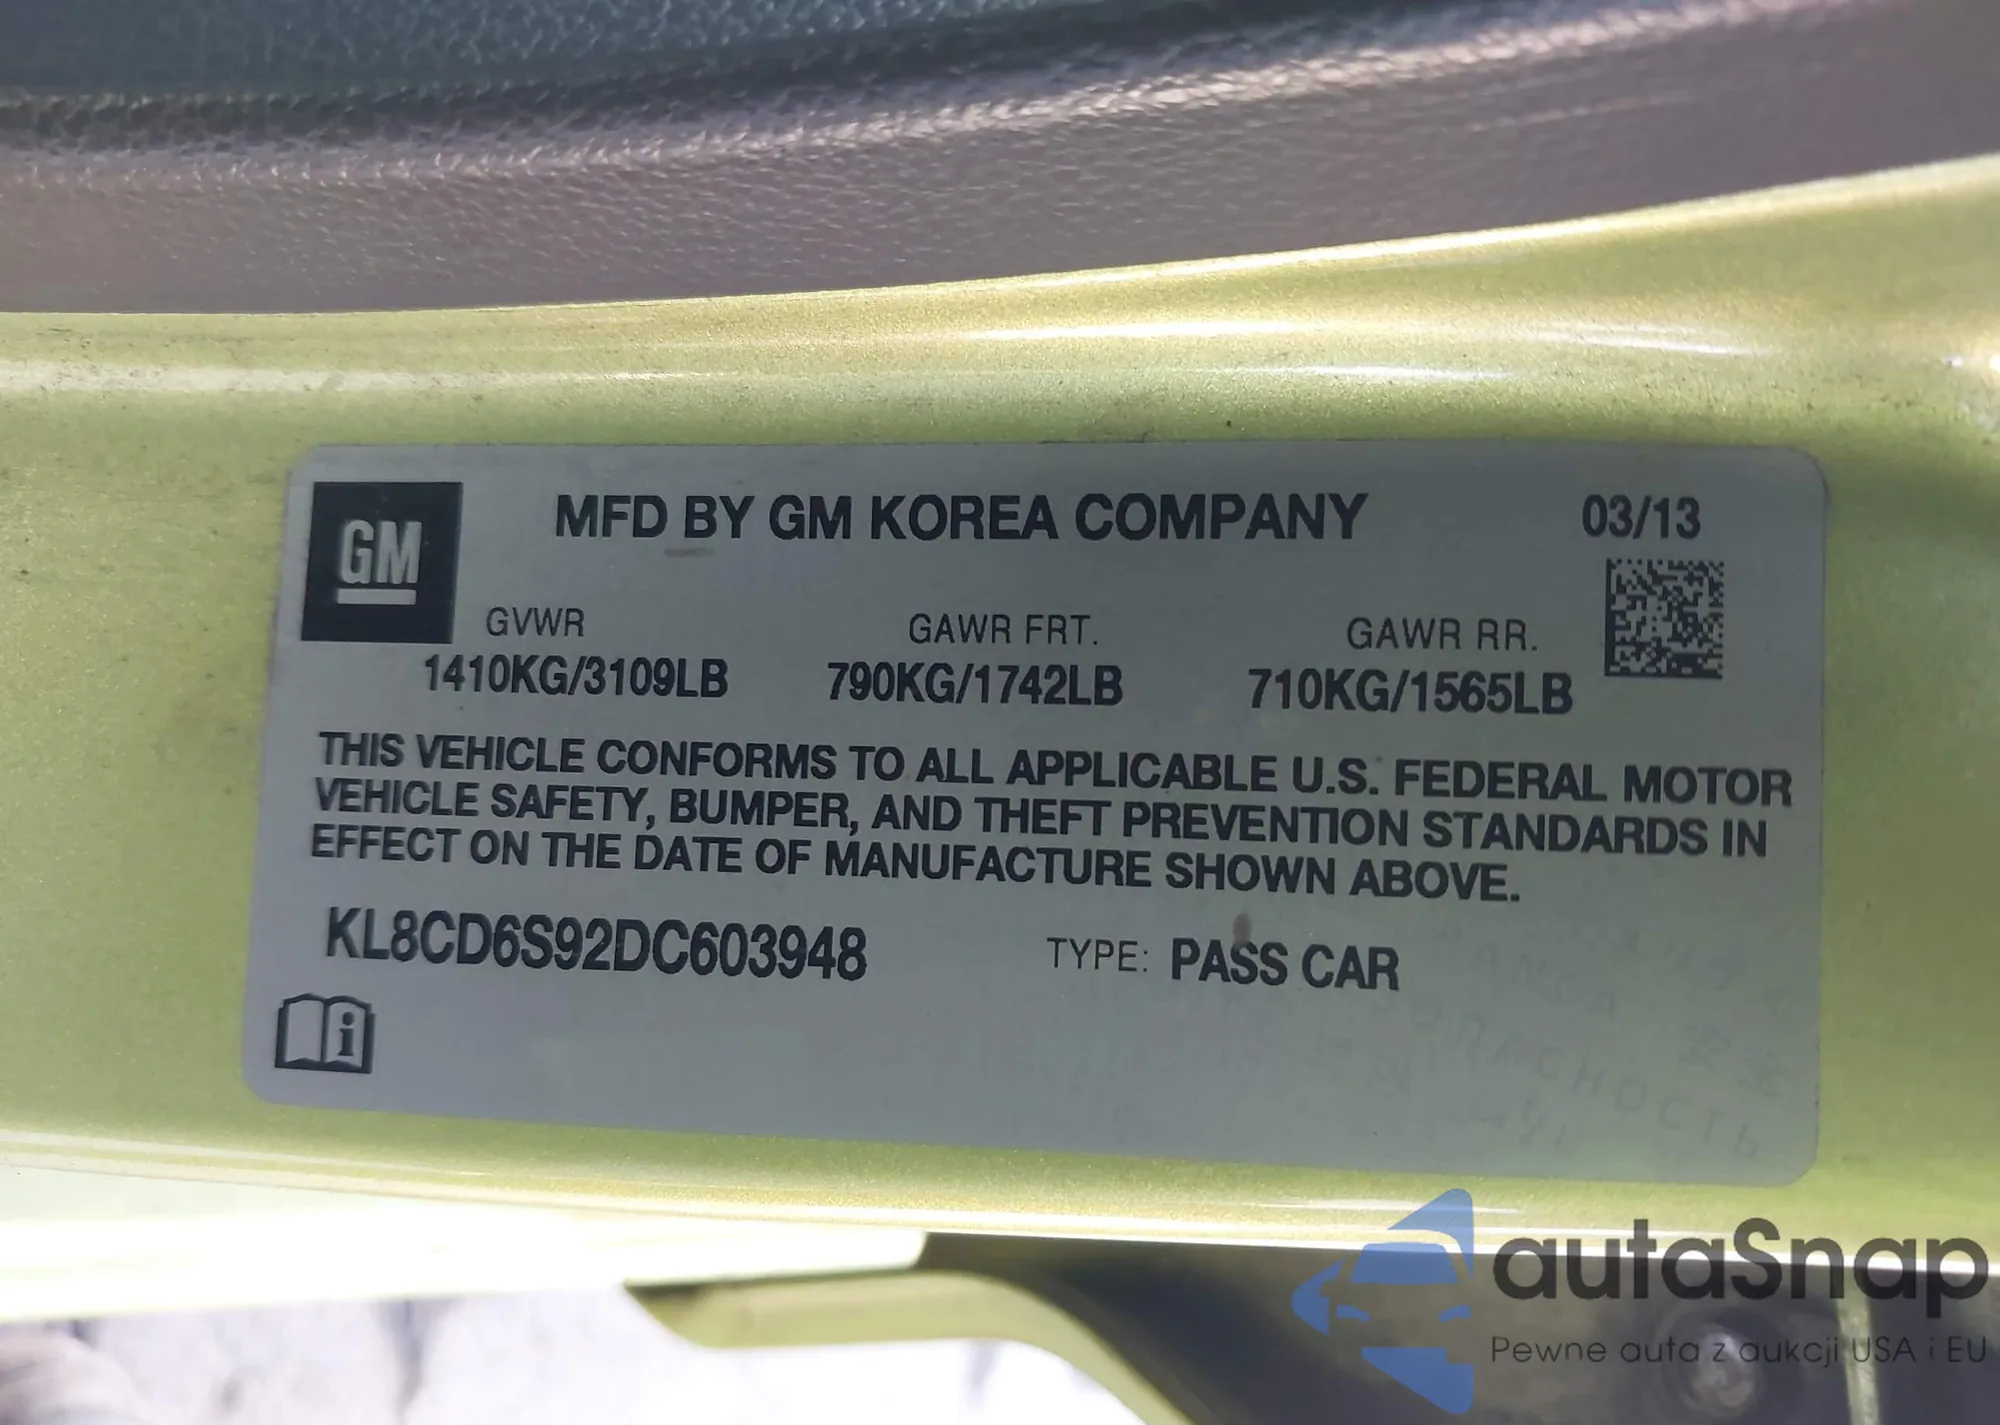 GM
MFD BY GM KOREA COMPANY
03/13
GVWR
GAWR FRT.
GAWR RR.
1410KG/3109LB
790KG/1742LB
710KG/1565LB
THIS VEHICLE CONFORMS TO ALL APPLICABLE U.S. FEDERAL MOTOR
VEHICLE SAFETY, BUMPER, AND THEFT PREVENTION STANDARDS IN
EFFECT ON THE DATE OF MANUFACTURE SHOWN ABOVE.
KL8CD6S92DC603948
TYPE: PASS CAR
i
autaSnap
Pewne auta z aukcji USA i EU